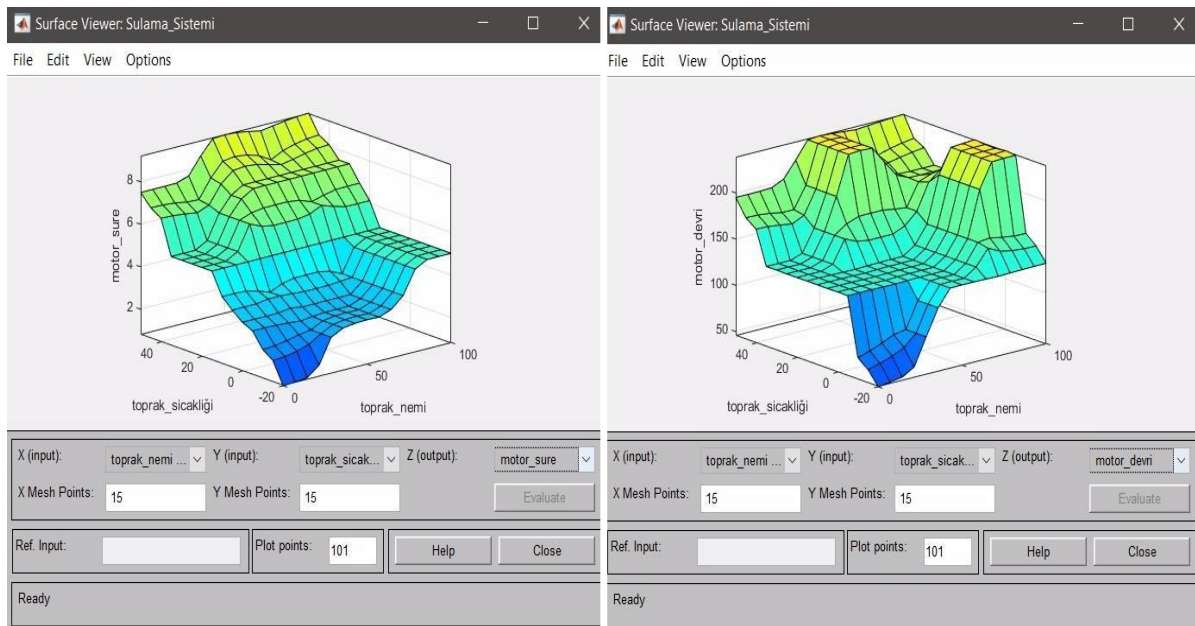 Surface Viewer: Sulama_Sistemi
File Edit View Options
motor_sure
8
6
4
2
40
20
0
-20
0
50
100
toprak_sicakliği
toprak_nemi
X (input):
toprak_nemi ...
Y (input):
toprak_sicak...
Z (output):
motor_sure
X Mesh Points:
15
Y Mesh Points:
15
Evaluate
Ref. Input:
Plot points:
101
Help
Close
Ready
Surface Viewer: Sulama_Sistemi
File Edit View Options
motor_devri
200
150
100
50
40
20
0
-20
0
50
100
toprak_sicakliği
toprak_nemi
X (input):
toprak_nemi ...
Y (input):
toprak_sicak...
Z (output):
motor_devri
X Mesh Points:
15
Y Mesh Points:
15
Evaluate
Ref. Input:
Plot points:
101
Help
Close
Ready